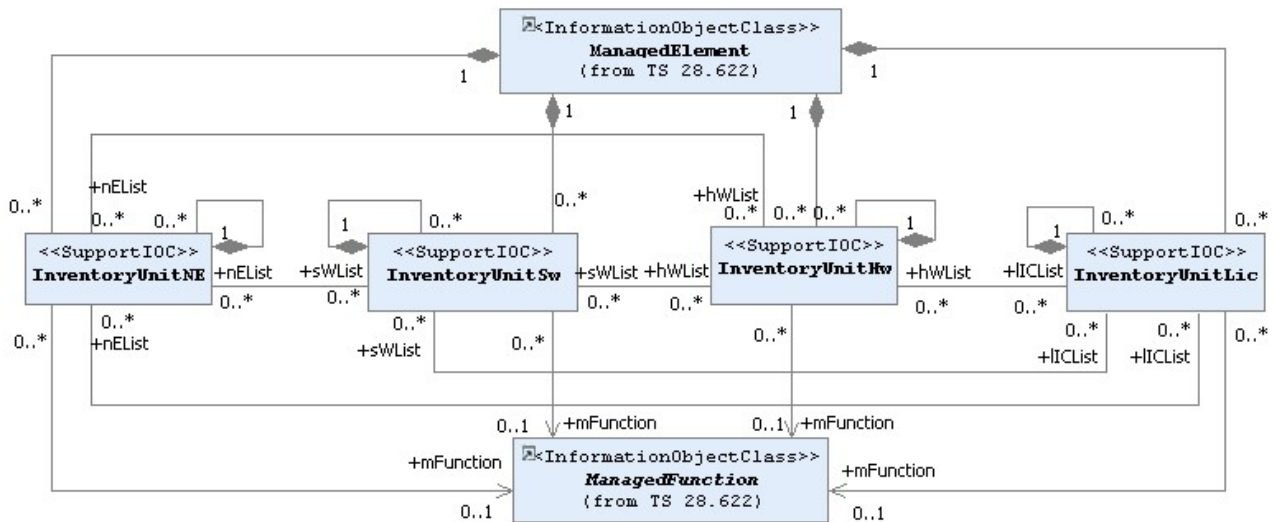 <InformationObjectClass>>
ManagedElement
(from TS 28.622)
1
1
1
1
+nEList
+hWList
0..*
0..*
0..*
1
1
0..*
0..*
0..*
0..*
0..*
1
1
0..*
0..*
<<SupportIOC>>
InventoryUnitNE
<<SupportIOC>>
InventoryUnitSw
<<SupportIOC>>
InventoryUnitHw
<<SupportIOC>>
InventoryUnitLic
+nEList
+sWList
+sWList
+hWList
+hWList
+lICList
0..*
0..*
0..*
0..*
0..*
0..*
0..*
0..*
0..*
0..*
0..*
0..*
0..*
0..*
+nEList
+sWList
+lICList
+lICList
0..1
+mFunction
0..1
+mFunction
<InformationObjectClass>>
ManagedFunction
(from TS 28.622)
+mFunction
0..1
+mFunction
0..1